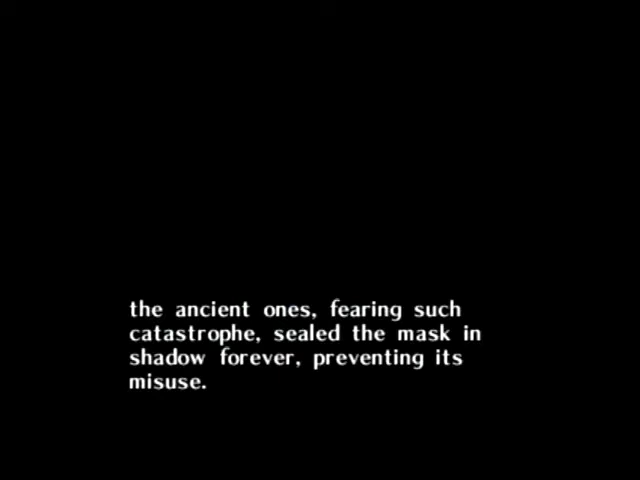 the ancient ones, fearing such
catastrophe, sealed the mask in
shadow forever, preventing its
misuse.